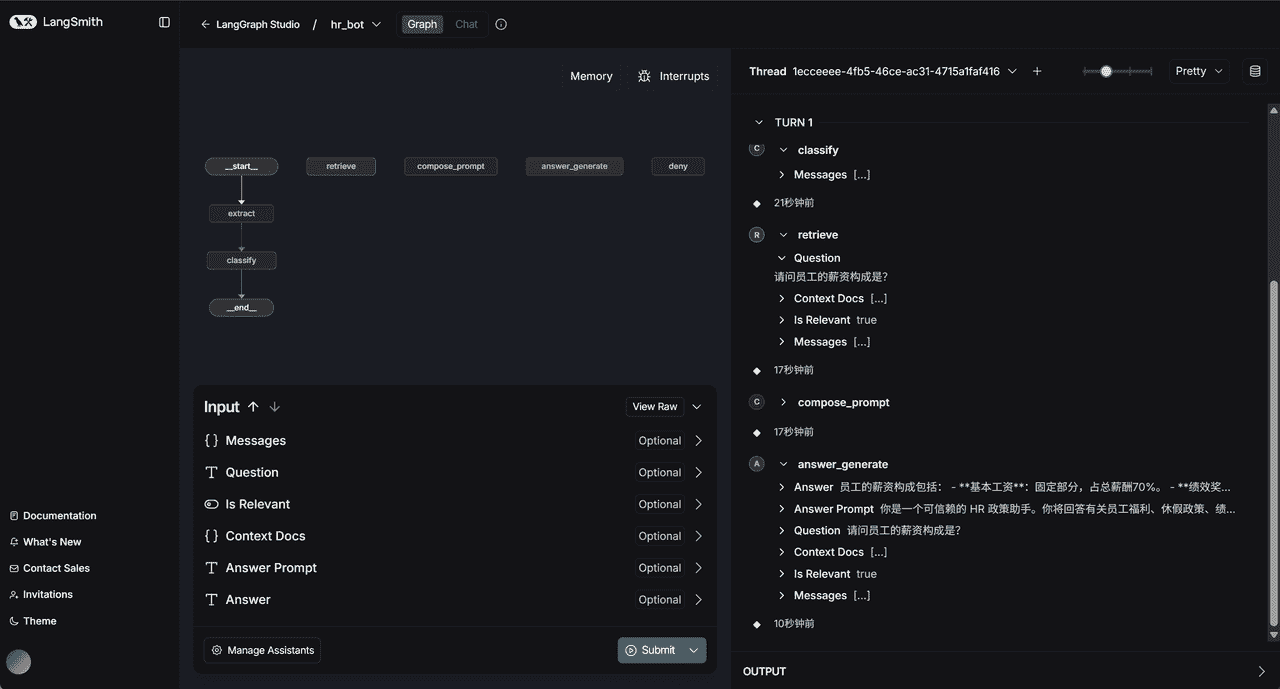 LangSmith
LangGraph Studio / hr_bot
Graph Chat
Memory Interrupts
__start__ retrieve compose_prompt answer_generate deny
extract
classify
__end__
Input
View Raw
Messages Optional
Question Optional
Is Relevant Optional
Context Docs Optional
Answer Prompt Optional
Answer Optional
Manage Assistants
Submit
Documentation
What's New
Contact Sales
Invitations
Theme
Thread 1ecceeee-4fb5-46ce-ac31-4715a1faf416
Pretty
TURN 1
C classify
Messages [...]
21秒钟前
R retrieve
Question
请问员工的薪资构成是?
Context Docs [...]
Is Relevant true
Messages [...]
17秒钟前
C compose_prompt
17秒钟前
A answer_generate
Answer 员工的薪资构成包括： - **基本工资**：固定部分，占总薪酬70%。 - **绩效奖...
Answer Prompt 你是一个可信赖的 HR 政策助手。你将回答有关员工福利、休假政策、绩...
Question 请问员工的薪资构成是?
Context Docs [...]
Is Relevant true
Messages [...]
10秒钟前
OUTPUT